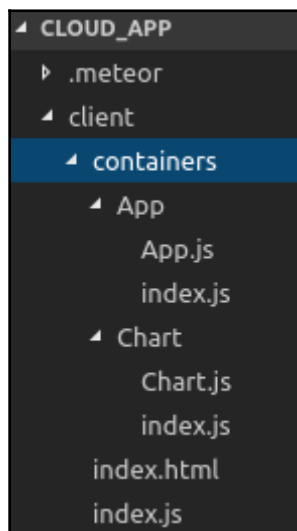 CLOUD_APP
.meteor
client
containers
App
App.js
index.js
Chart
Chart.js
index.js
index.html
index.js